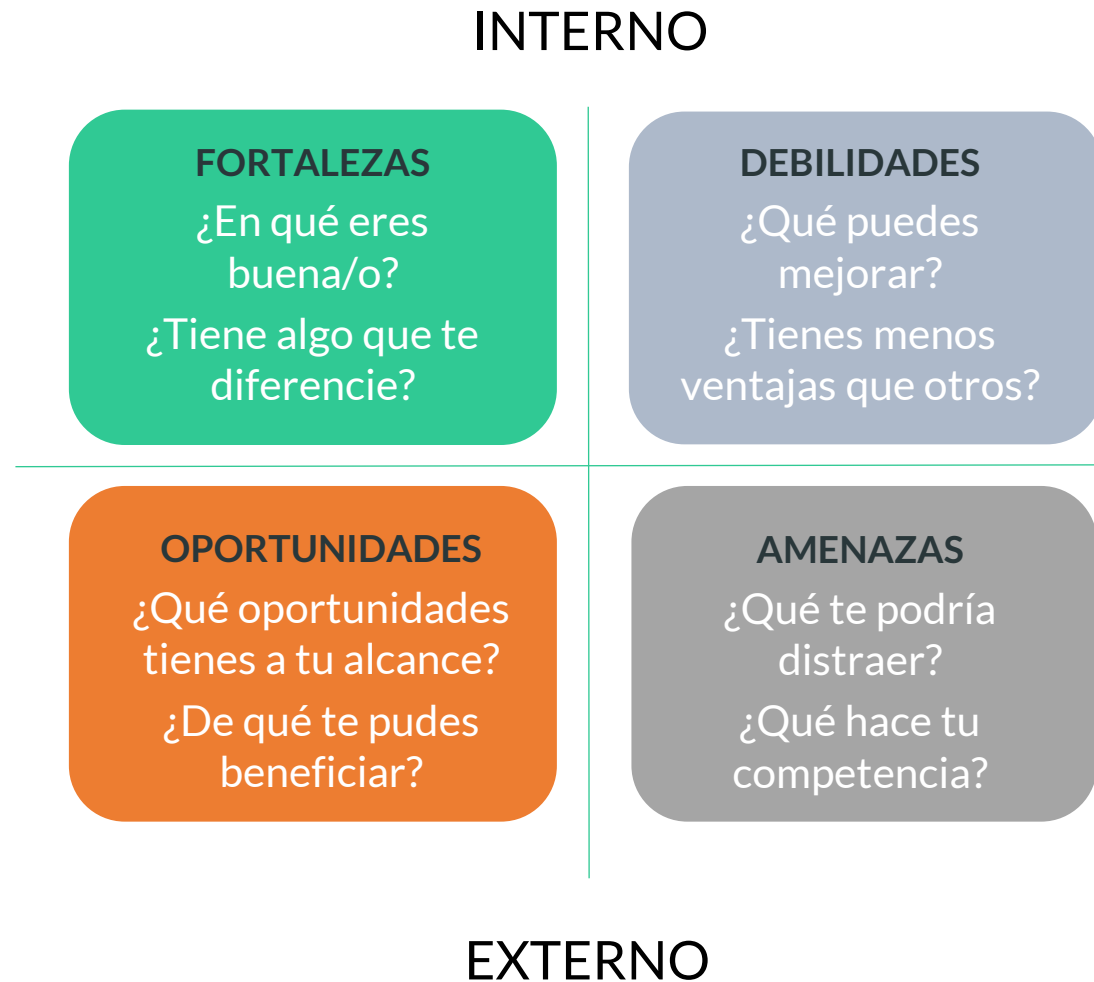 INTERNO
FORTALEZAS
¿En qué eres
buena/o?
¿Tiene algo que te
diferencie?
DEBILIDADES
¿Qué puedes
mejorar?
¿Tienes menos
ventajas que otros?
OPORTUNIDADES
¿Qué oportunidades
tienes a tu alcance?
¿De qué te pudes
beneficiar?
AMENAZAS
¿Qué te podría
distraer?
¿Qué hace tu
competencia?
EXTERNO